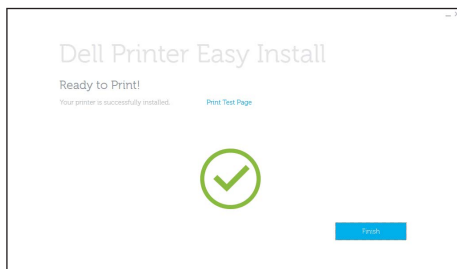 Dell Printer Easy Install
Ready to Print!
Your printer is successfully installed. Print Test Page
Finish